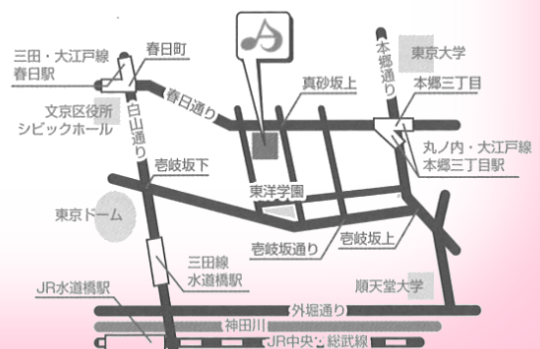 三田・大江戸線
春日駅
春日町
本郷通り
東京大学
本郷三丁目
真砂坂上
春日通り
文京区役所
シビックホール
白山通り
丸ノ内・大江戸線
本郷三丁目駅
壱岐坂下
東洋学園
東京ドーム
壱岐坂通り
壱岐坂上
三田線
水道橋駅
順天堂大学
JR水道橋駅
外堀通り
神田川
JR中央・総武線